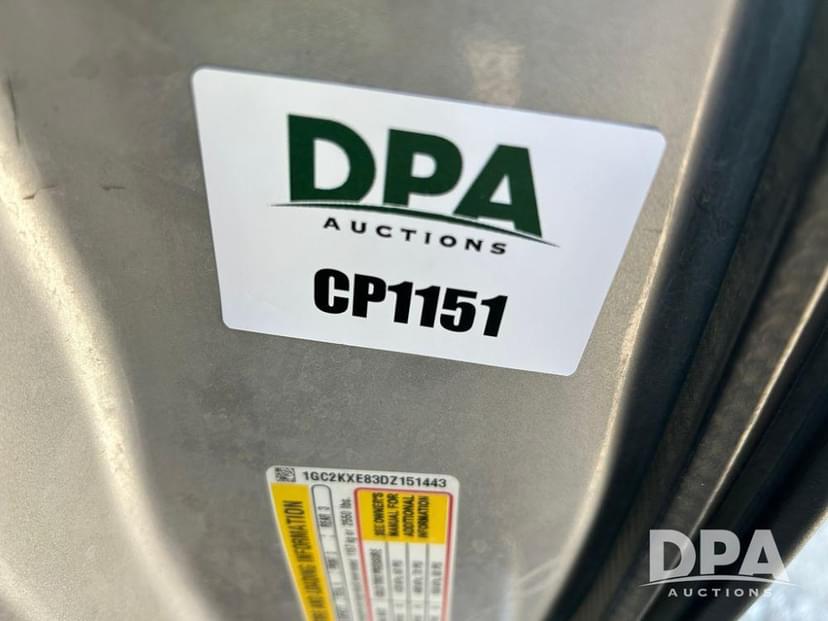 DPA
AUCTIONS
CP1151
1GC2KXE83DZ151443
TIRE AND LOADING INFORMATION
SEE OWNER'S
MANUAL FOR
ADDITIONAL
INFORMATION
DPA
AUCTIONS